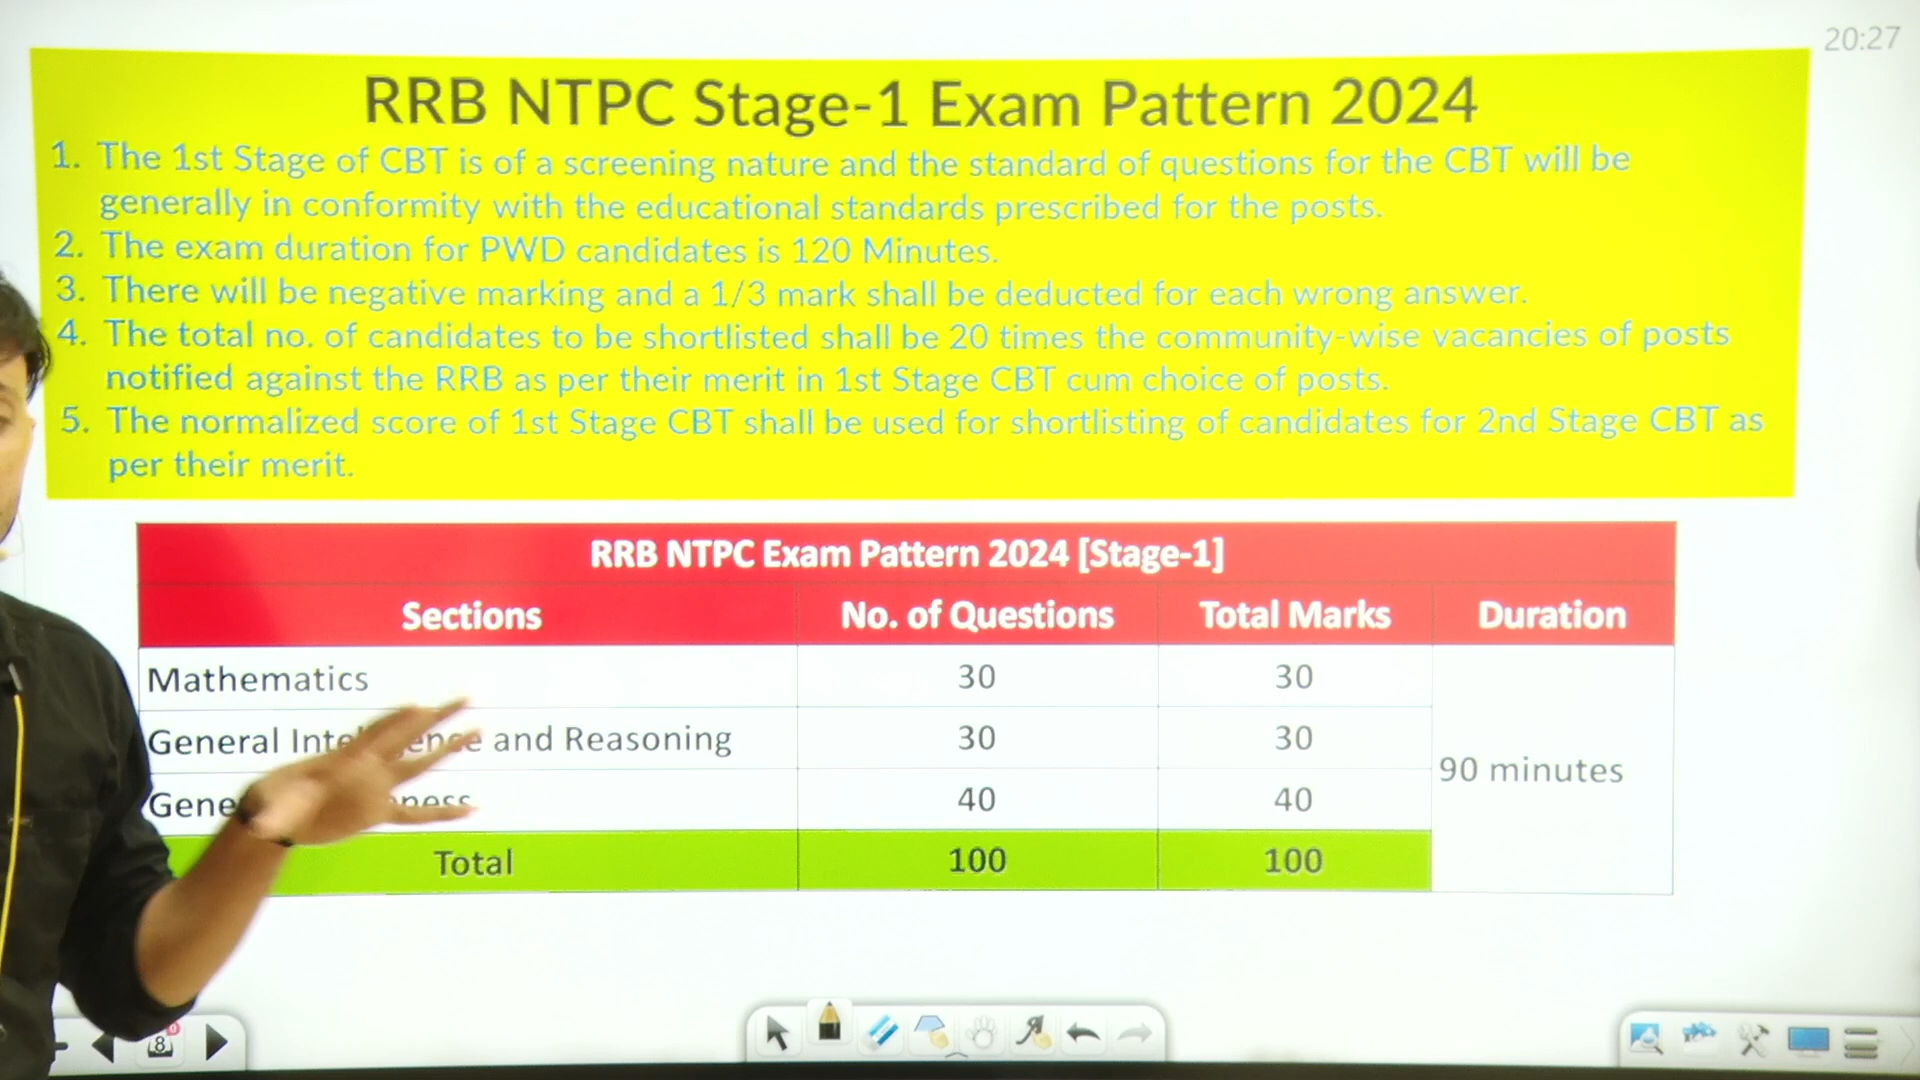 20:27
RRB NTPC Stage-1 Exam Pattern 2024
1. The 1st Stage of CBT is of a screening nature and the standard of questions for the CBT will be
generally in conformity with the educational standards prescribed for the posts.
2. The exam duration for PWD candidates is 120 Minutes.
3. There will be negative marking and a 1/3 mark shall be deducted for each wrong answer.
4. The total no. of candidates to be shortlisted shall be 20 times the community-wise vacancies of posts
notified against the RRB as per their merit in 1st Stage CBT cum choice of posts.
5. The normalized score of 1st Stage CBT shall be used for shortlisting of candidates for 2nd Stage CBT as
per their merit.
RRB NTPC Exam Pattern 2024 [Stage-1]
Sections No. of Questions Total Marks Duration
Mathematics 30 30
General and Reasoning 30 30
90 minutes
40 40
Total 100 100
8 0